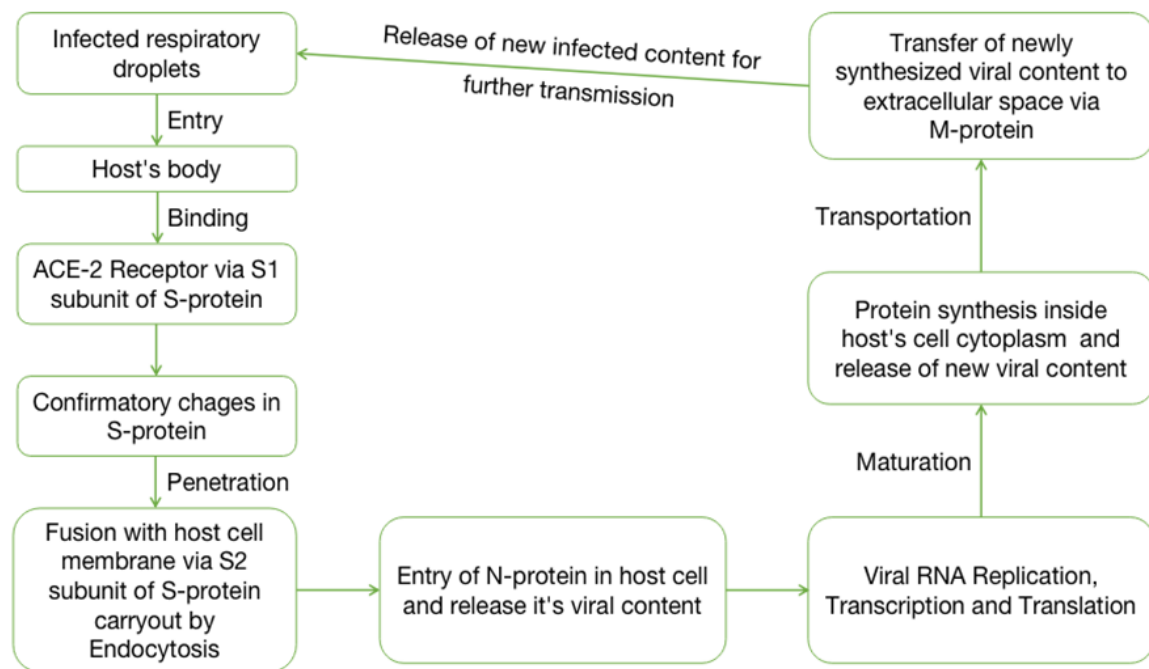 Infected respiratory
droplets
Entry
Host's body
Binding
ACE-2 Receptor via S1
subunit of S-protein
Confirmatory chages in
S-protein
Penetration
Fusion with host cell
membrane via S2
subunit of S-protein
carryout by
Endocytosis
Entry of N-protein in host cell
and release it's viral content
Viral RNA Replication,
Transcription and Translation
Maturation
Protein synthesis inside
host's cell cytoplasm and
release of new viral content
Transportation
Transfer of newly
synthesized viral content to
extracellular space via
M-protein
Release of new infected content for
further transmission